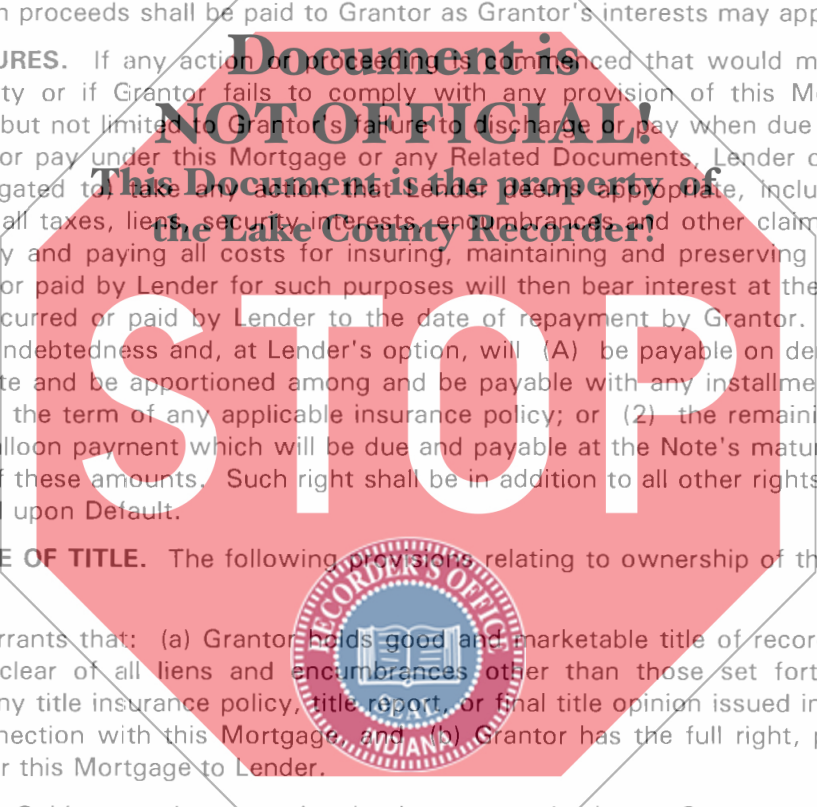 n proceeds shall be paid to Grantor as Grantor's interests may app
URES. If any action or proceeding is commenced that would m
Document is
ty or if Grantor fails to comply with any provision of this M
NOT OFFICIAL!
but not limited to Grantor's failure to discharge or pay when due
or pay under this Mortgage or any Related Documents, Lender o
This Document is the property of
gated to) take any action that Lender deems appropriate, inclu
all taxes, liens, security interests, encumbrances and other claim
the Lake County Recorder!
y and paying all costs for insuring, maintaining and preserving
or paid by Lender for such purposes will then bear interest at the
curred or paid by Lender to the date of repayment by Grantor.
ndebtedness and, at Lender's option, will (A) be payable on de
te and be apportioned among and be payable with any installme
the term of any applicable insurance policy; or (2) the remaini
STOP
lloon payment which will be due and payable at the Note's matur
f these amounts. Such right shall be in addition to all other rights
upon Default.
E OF TITLE. The following provisions relating to ownership of th
RECORDER'S OFFICE
rrants that: (a) Grantor holds good and marketable title of recor
clear of all liens and encumbrances other than those set fort
ny title insurance policy, title report, or final title opinion issued in
SEAL
nection with this Mortgage, and (b) Grantor has the full right, p
INDIANA
r this Mortgage to Lender.